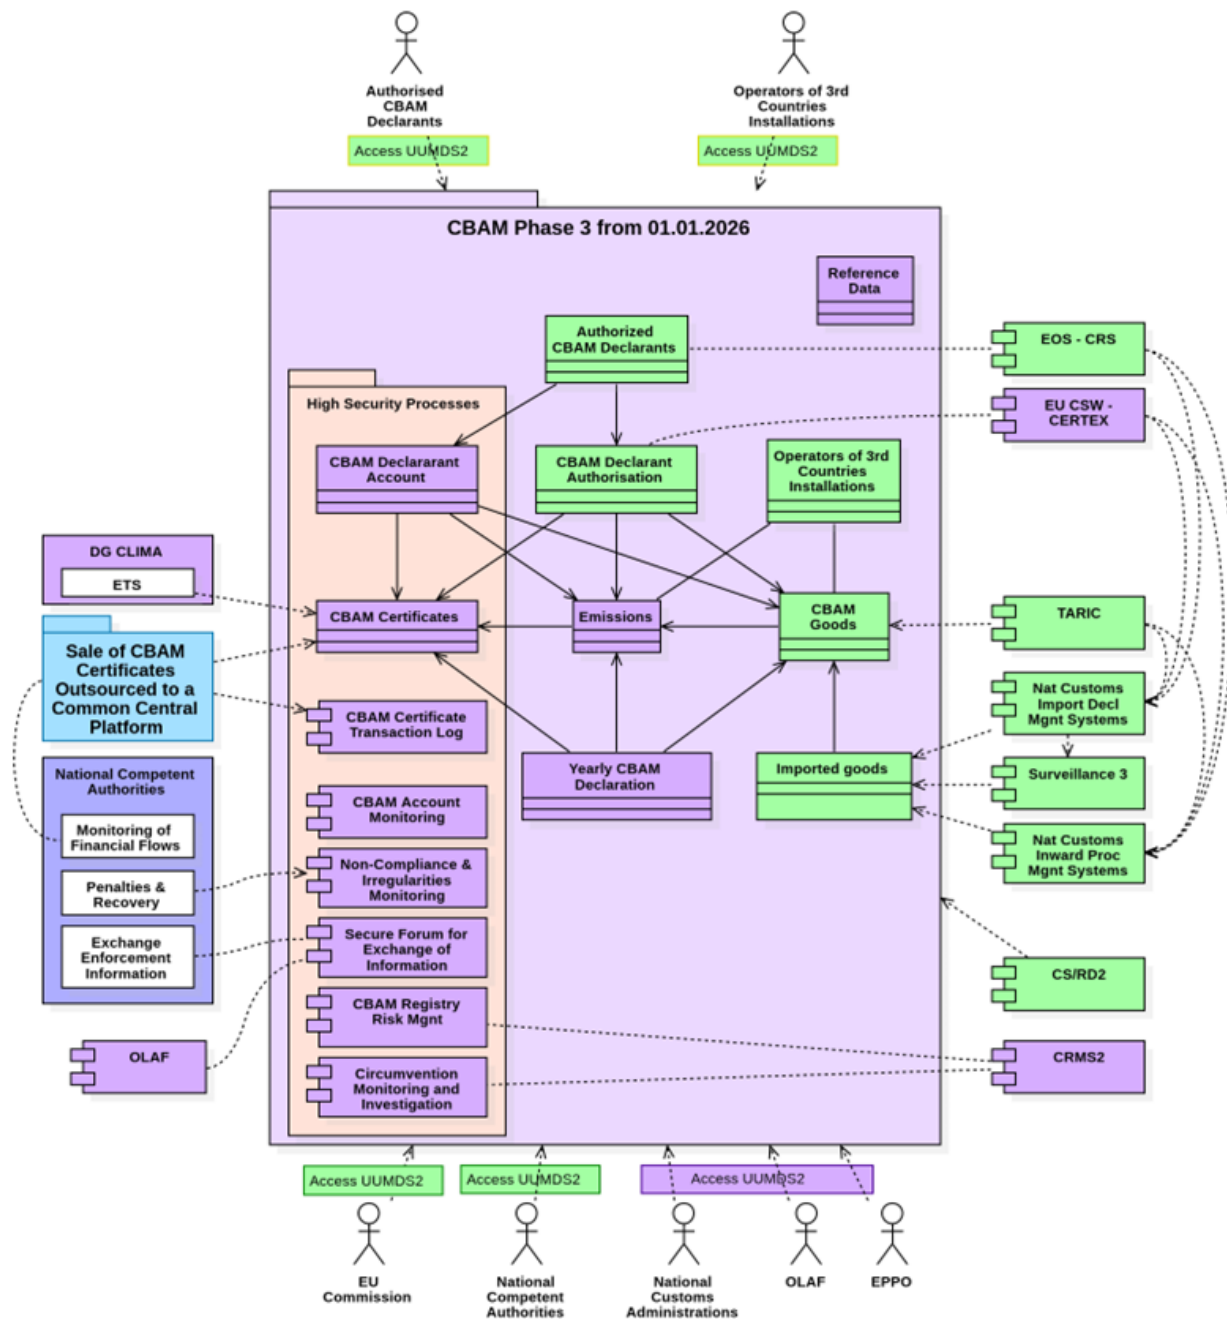 Authorised
CBAM
Declarants
Operators of 3rd
Countries
Installations
Access UUMDS2
Access UUMDS2
CBAM Phase 3 from 01.01.2026
Reference
Data
Authorized
CBAM Declarants
EOS - CRS
High Security Processes
EU CSW -
CERTEX
CBAM Declararant
Account
CBAM Declarant
Authorisation
Operators of 3rd
Countries
Installations
DG CLIMA
ETS
CBAM Certificates
Emissions
CBAM
Goods
TARIC
Sale of CBAM
Certificates
Outsourced to a
Common Central
Platform
CBAM Certificate
Transaction Log
Nat Customs
Import Decl
Mgnt Systems
National Competent
Authorities
Yearly CBAM
Declaration
Imported goods
Surveillance 3
CBAM Account
Monitoring
Monitoring of
Financial Flows
Nat Customs
Inward Proc
Mgnt Systems
Non-Compliance &
Irregularities
Monitoring
Penalties &
Recovery
Secure Forum for
Exchange of
Information
Exchange
Enforcement
Information
CS/RD2
CBAM Registry
Risk Mgnt
OLAF
CRMS2
Circumvention
Monitoring and
Investigation
Access UUMDS2
Access UUMDS2
Access UUMDS2
EU
Commission
National
Competent
Authorities
National
Customs
Administrations
OLAF
EPPO